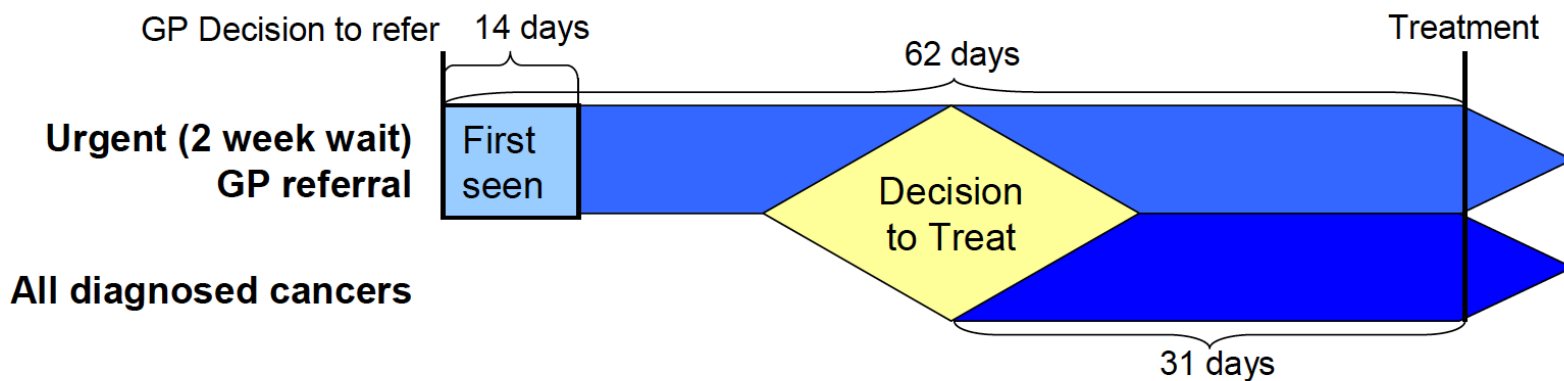 GP Decision to refer
14 days
Treatment
62 days
Urgent (2 week wait)
GP referral
First
seen
Decision
to Treat
All diagnosed cancers
31 days